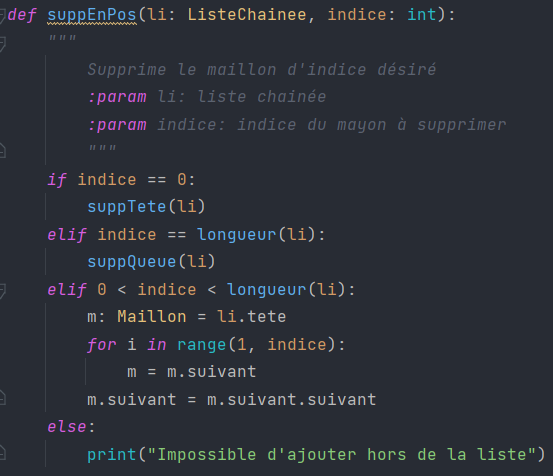 def suppEnPos(li: ListeChainee, indice: int):
    """
        Supprime le maillon d'indice désiré
        :param li: liste chainée
        :param indice: indice du mayon à supprimer
        """
    if indice == 0:
        suppTete(li)
    elif indice == longueur(li):
        suppQueue(li)
    elif 0 < indice < longueur(li):
        m: Maillon = li.tete
        for i in range(1, indice):
            m = m.suivant
        m.suivant = m.suivant.suivant
    else:
        print("Impossible d'ajouter hors de la liste")